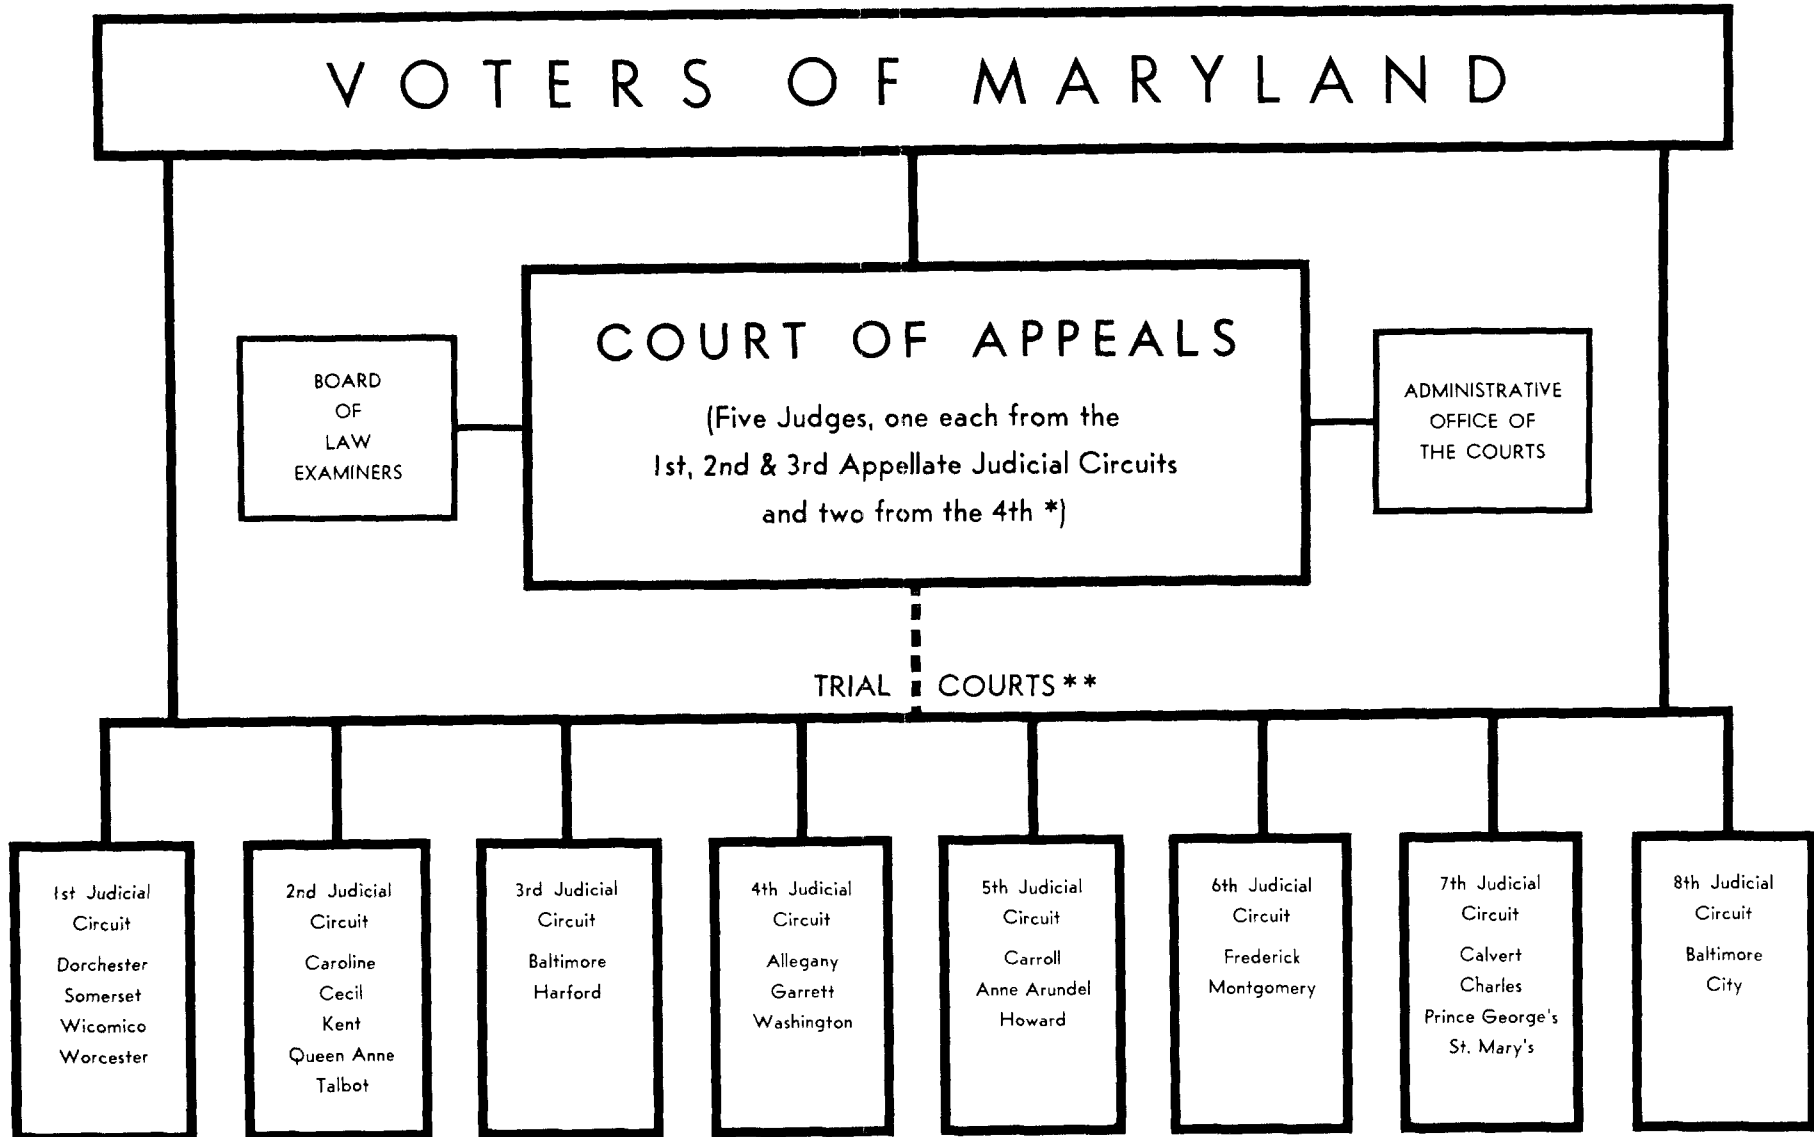 VOTERS OF MARYLAND
BOARD
OF
LAW
EXAMINERS
COURT OF APPEALS
(Five Judges, one each from the
1st, 2nd & 3rd Appellate Judicial Circuits
and two from the 4th *)
ADMINISTRATIVE
OFFICE OF
THE COURTS
TRIAL COURTS**
1st Judicial
Circuit
Dorchester
Somerset
Wicomico
Worcester
2nd Judicial
Circuit
Caroline
Cecil
Kent
Queen Anne
Talbot
3rd Judicial
Circuit
Baltimore
Harford
4th Judicial
Circuit
Allegany
Garrett
Washington
5th Judicial
Circuit
Carroll
Anne Arundel
Howard
6th Judicial
Circuit
Frederick
Montgomery
7th Judicial
Circuit
Calvert
Charles
Prince George's
St. Mary's
8th Judicial
Circuit
Baltimore
City